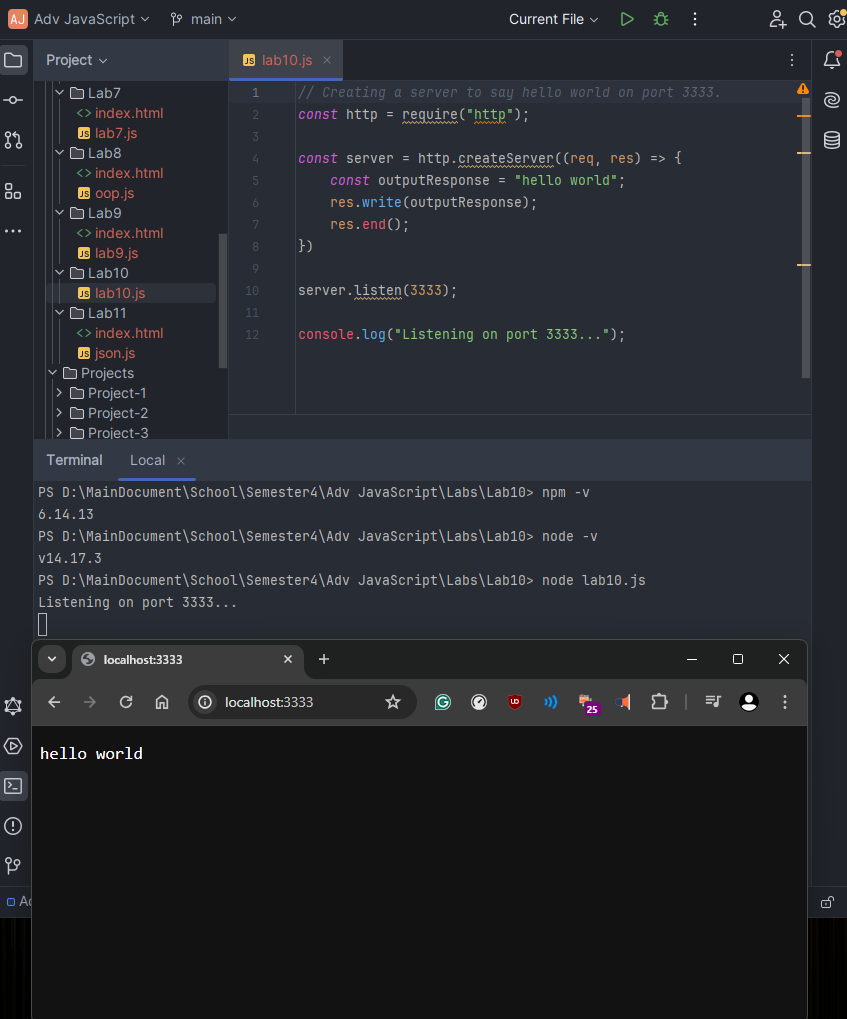 AJ Adv JavaScript main Current File
Project
lab10.js
Lab7
index.html
JS lab7.js
Lab8
index.html
JS oop.js
Lab9
index.html
JS lab9.js
Lab10
JS lab10.js
Lab11
index.html
JS json.js
Projects
Project-1
Project-2
Project-3
1 // Creating a server to say hello world on port 3333.
2 const http = require("http");
3
4 const server = http.createServer((req, res) => {
5 const outputResponse = "hello world";
6 res.write(outputResponse);
7 res.end();
8 })
9
10 server.listen(3333);
11
12 console.log("Listening on port 3333...");
Terminal Local
PS D:\MainDocument\School\Semester4\Adv JavaScript\Labs\Lab10> npm -v
6.14.13
PS D:\MainDocument\School\Semester4\Adv JavaScript\Labs\Lab10> node -v
v14.17.3
PS D:\MainDocument\School\Semester4\Adv JavaScript\Labs\Lab10> node lab10.js
Listening on port 3333...
localhost:3333
localhost:3333
25
hello world